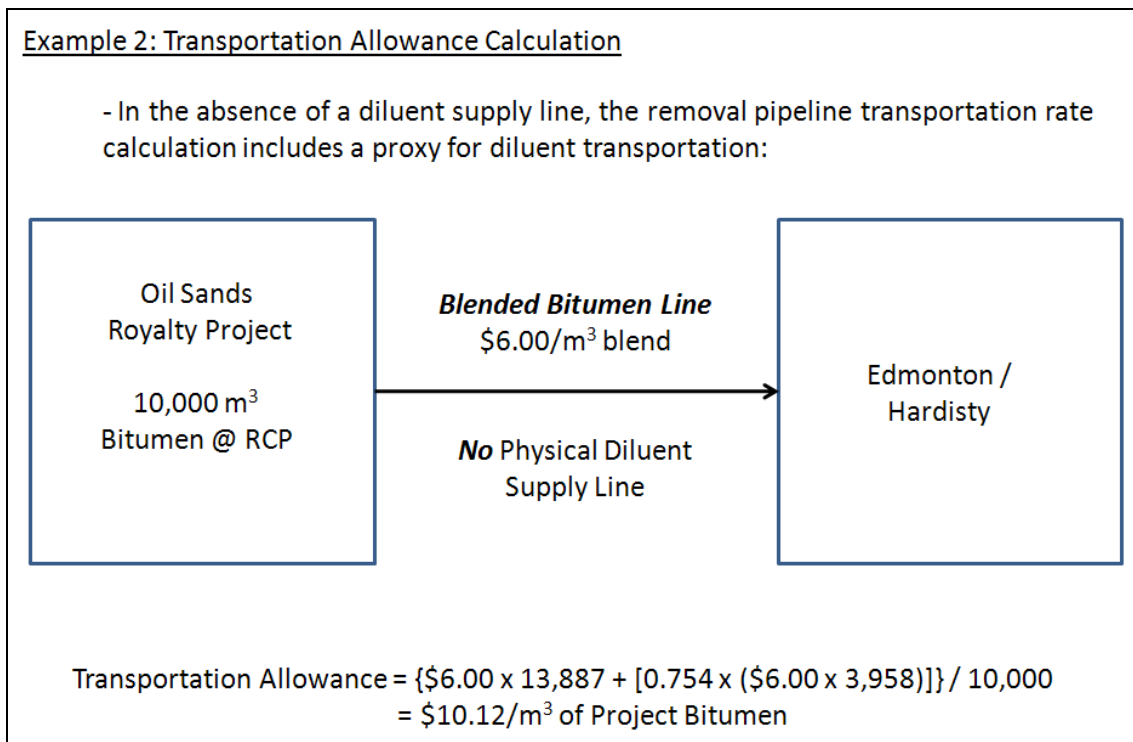 Example 2: Transportation Allowance Calculation
- In the absence of a diluent supply line, the removal pipeline transportation rate
calculation includes a proxy for diluent transportation:
Oil Sands
Royalty Project
10,000 m³
Bitumen @ RCP
Blended Bitumen Line
$6.00/m³ blend
No Physical Diluent
Supply Line
Edmonton /
Hardisty
Transportation Allowance = {$6.00 x 13,887 + [0.754 x ($6.00 x 3,958)]} / 10,000
= $10.12/m³ of Project Bitumen